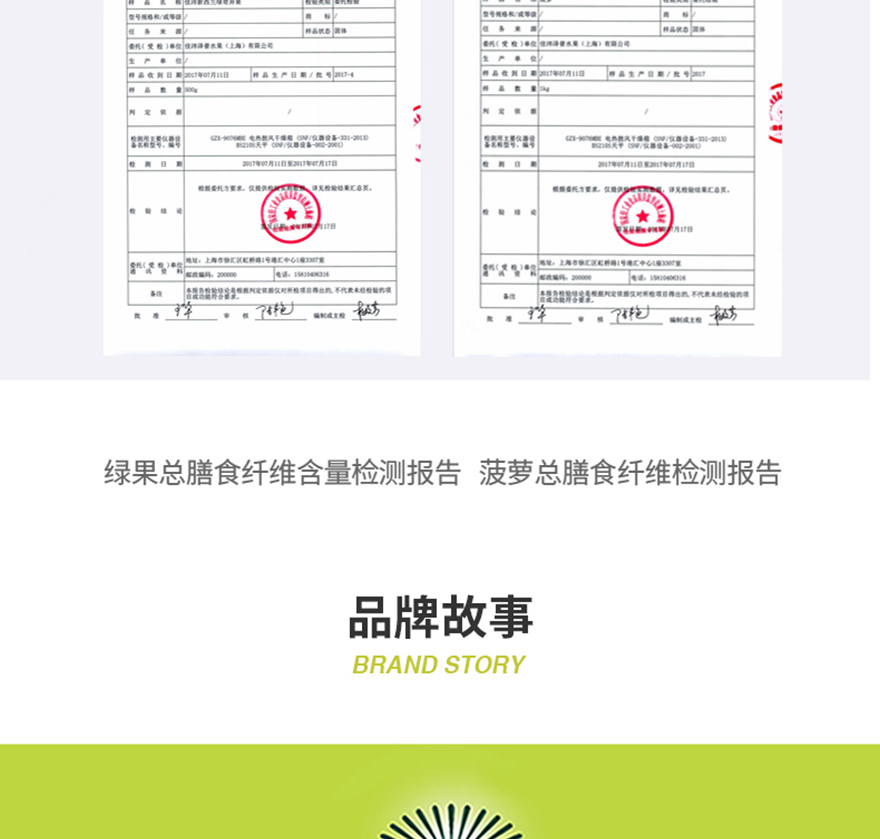 样 品 名 称 佳沛新西兰绿奇异果 检验类别 委托检验
型号规格和/或等级 / 商 标 /
任 务 来 源 / 样品状态 固体
委托(受检)单位 佳沛泽普水果(上海)有限公司
生 产 单 位 /
样 品 收 到 日 期 2017年07月11日 样 品 生 产 日 期 / 批 号 2017-4
样 品 数 量 500g
判 定 依 据 /
检测用主要仪器设备名称型号、编号 GZX-9076MBE 电热鼓风干燥箱 (SNF/仪器设备-331-2013)
BS210S天平 (SNF/仪器设备-002-2001)
检 测 日 期 2017年07月11日至2017年07月17日
根据委托方要求,仅提供检验实测数据,详见检验结果汇总页。
检 验 结 论
委托(受检)单位通 讯 资 料 地址:上海市徐汇区虹桥路1号港汇中心1座3307室
邮政编码:200000 电话:15810406316
备注 本报告检验结论是根据判定依据仅对所检项目得出的,不代表未经检验的项目或功能符合要求。
批 准 审 核 编制或主检
型号规格和/或等级 / 商 标 /
任 务 来 源 / 样品状态 固体
委托(受检)单位 佳沛泽普水果(上海)有限公司
生 产 单 位 /
样 品 收 到 日 期 2017年07月11日 样 品 生 产 日 期 / 批 号 2017
样 品 数 量 1kg
判 定 依 据 /
检测用主要仪器设备名称型号、编号 GZX-9076MBE 电热鼓风干燥箱 (SNF/仪器设备-331-2013)
BS210S天平 (SNF/仪器设备-002-2001)
检 测 日 期 2017年07月11日至2017年07月17日
根据委托方要求,仅提供检验实测数据,详见检验结果汇总页。
检 验 结 论
委托(受检)单位通 讯 资 料 地址:上海市徐汇区虹桥路1号港汇中心1座3307室
邮政编码:200000 电话:15810406316
备注 本报告检验结论是根据判定依据仅对所检项目得出的,不代表未经检验的项目或功能符合要求。
批 准 审 核 编制或主检
绿果总膳食纤维含量检测报告 菠萝总膳食纤维检测报告
品牌故事
BRAND STORY